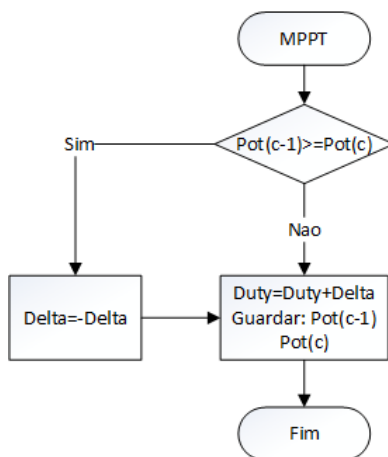 MPPT
Pot(c-1)>=Pot(c)
Sim
Nao
Delta=-Delta
Duty=Duty+Delta
Guardar: Pot(c-1)
Pot(c)
Fim